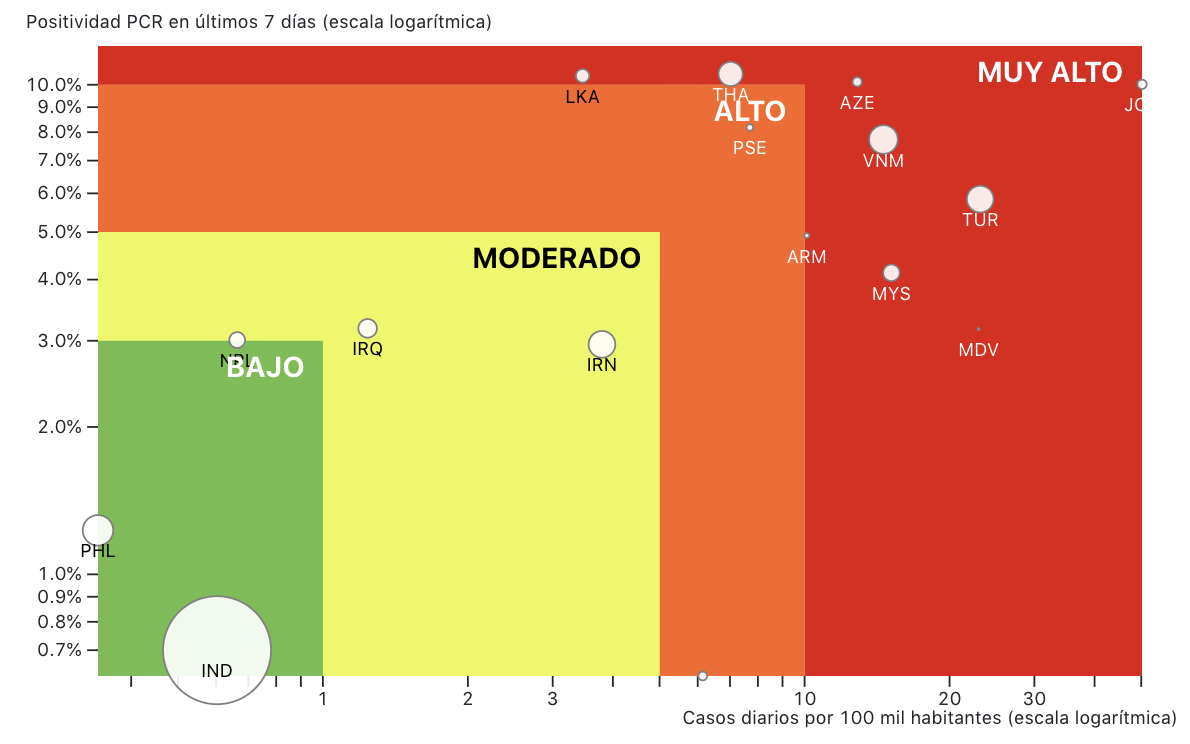 Positividad PCR en últimos 7 días (escala logarítmica)
MUY ALTO
10.0%
LKA
THA
AZE
JO
9.0%
ALTO
8.0%
PSE
7.0%
VNM
6.0%
TUR
5.0%
MODERADO
ARM
4.0%
MYS
3.0%
NPL
BAJO
IRQ
IRN
MDV
2.0%
PHL
1.0%
0.9%
0.8%
0.7%
IND
1
2
3
10
20
30
Casos diarios por 100 mil habitantes (escala logarítmica)